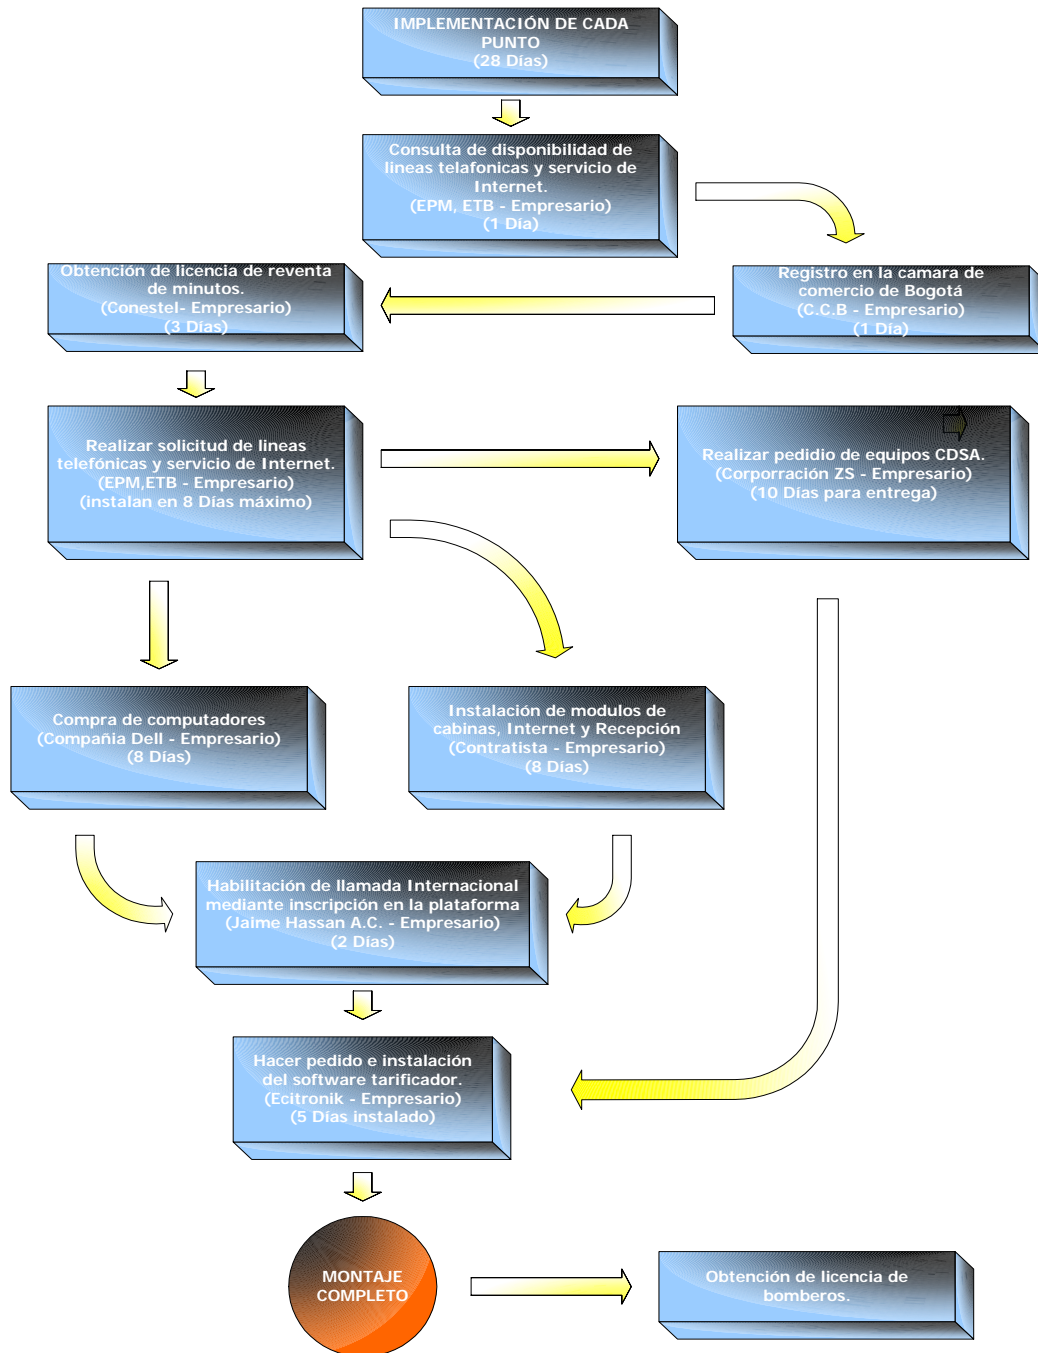 IMPLEMENTACIÓN DE CADA
PUNTO
(28 Días)
Consulta de disponibilidad de
lineas telafonicas y servicio de
Internet.
(EPM, ETB - Empresario)
(1 Día)
Obtención de licencia de reventa
de minutos.
(Conestel- Empresario)
(3 Días)
Registro en la camara de
comercio de Bogotá
(C.C.B - Empresario)
(1 Día)
Realizar solicitud de lineas
telefónicas y servicio de Internet.
(EPM,ETB - Empresario)
(instalan en 8 Días máximo)
Realizar pedidio de equipos CDSA.
(Corporración ZS - Empresario)
(10 Días para entrega)
Compra de computadores
(Compañia Dell - Empresario)
(8 Días)
Instalación de modulos de
cabinas, Internet y Recepción
(Contratista - Empresario)
(8 Días)
Habilitación de llamada Internacional
mediante inscripción en la plataforma
(Jaime Hassan A.C. - Empresario)
(2 Días)
Hacer pedido e instalación
del software tarificador.
(Ecitronik - Empresario)
(5 Días instalado)
MONTAJE
COMPLETO
Obtención de licencia de
bomberos.